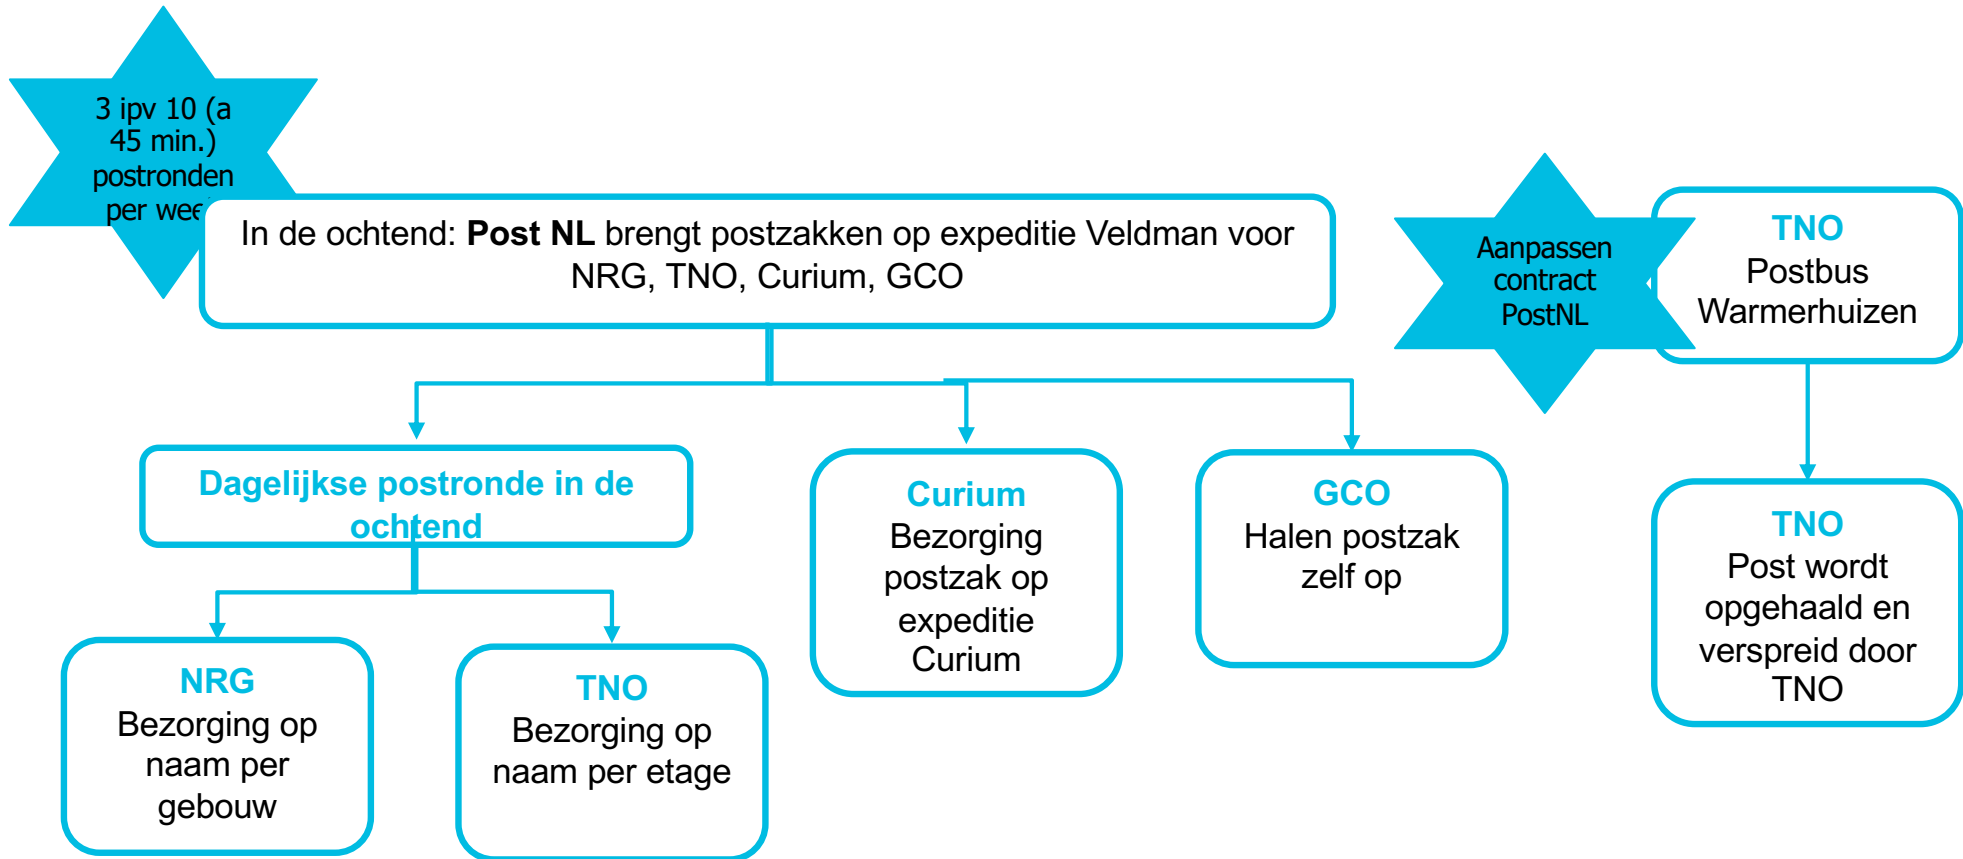 3 ipv 10 (a
45 min.)
postronden
per wee
In de ochtend: Post NL brengt postzakken op expeditie Veldman voor
NRG, TNO, Curium, GCO
Aanpassen
contract
PostNL
TNO
Postbus
Warmerhuizen
Dagelijkse postronde in de
ochtend
Curium
Bezorging
postzak op
expeditie
Curium
GCO
Halen postzak
zelf op
TNO
Post wordt
opgehaald en
verspreid door
TNO
NRG
Bezorging op
naam per
gebouw
TNO
Bezorging op
naam per etage